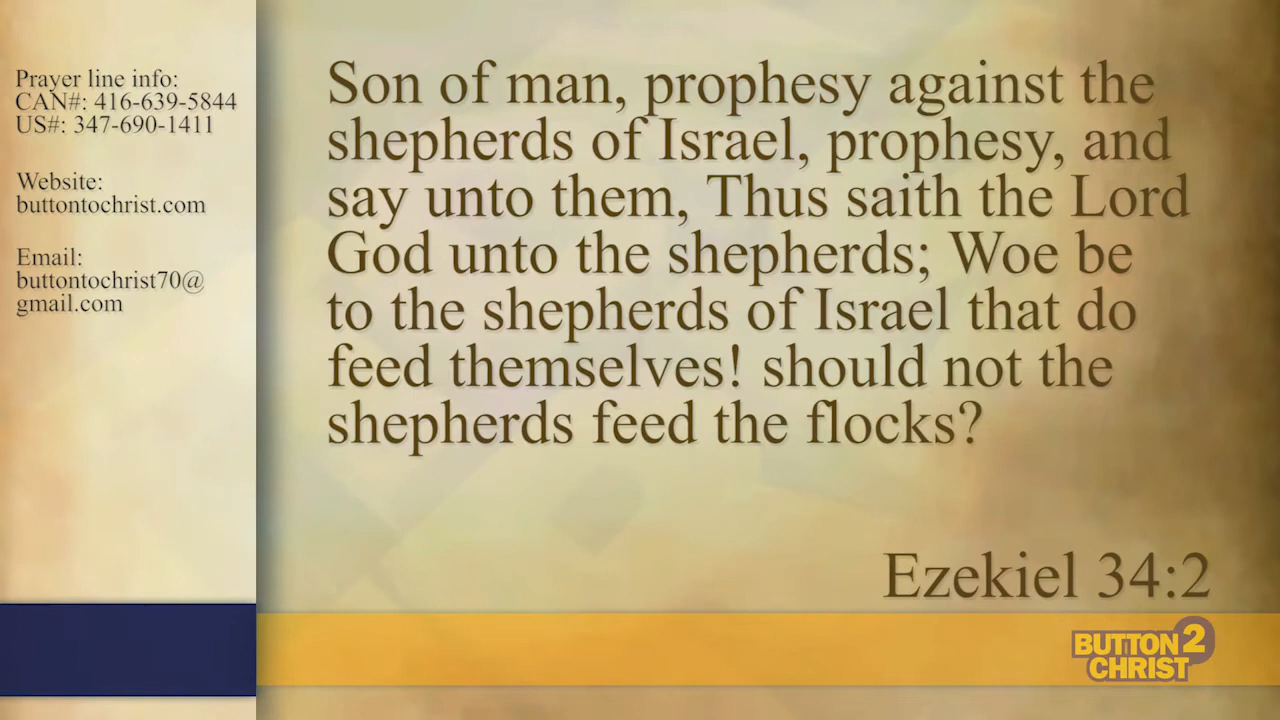 Prayer line info:
CAN#: 416-639-5844
US#: 347-690-1411
Website:
buttontochrist.com
Email:
buttontochrist70@
gmail.com
Son of man, prophesy against the
shepherds of Israel, prophesy, and
say unto them, Thus saith the Lord
God unto the shepherds; Woe be
to the shepherds of Israel that do
feed themselves! should not the
shepherds feed the flocks?
Ezekiel 34:2
BUTTON 2
CHRIST